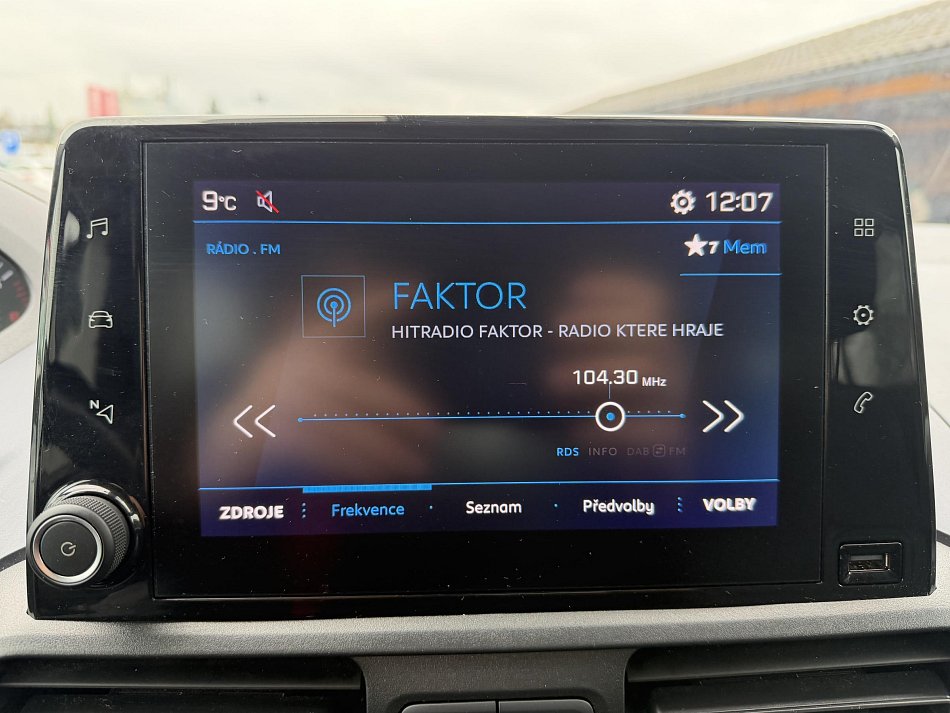 9°C 12:07
RÁDIO . FM ★7 Mem
FAKTOR
HITRADIO FAKTOR - RADIO KTERE HRAJE
104.30 MHz
RDS INFO DAB FM
ZDROJE Frekvence Seznam Předvolby VOLBY
N